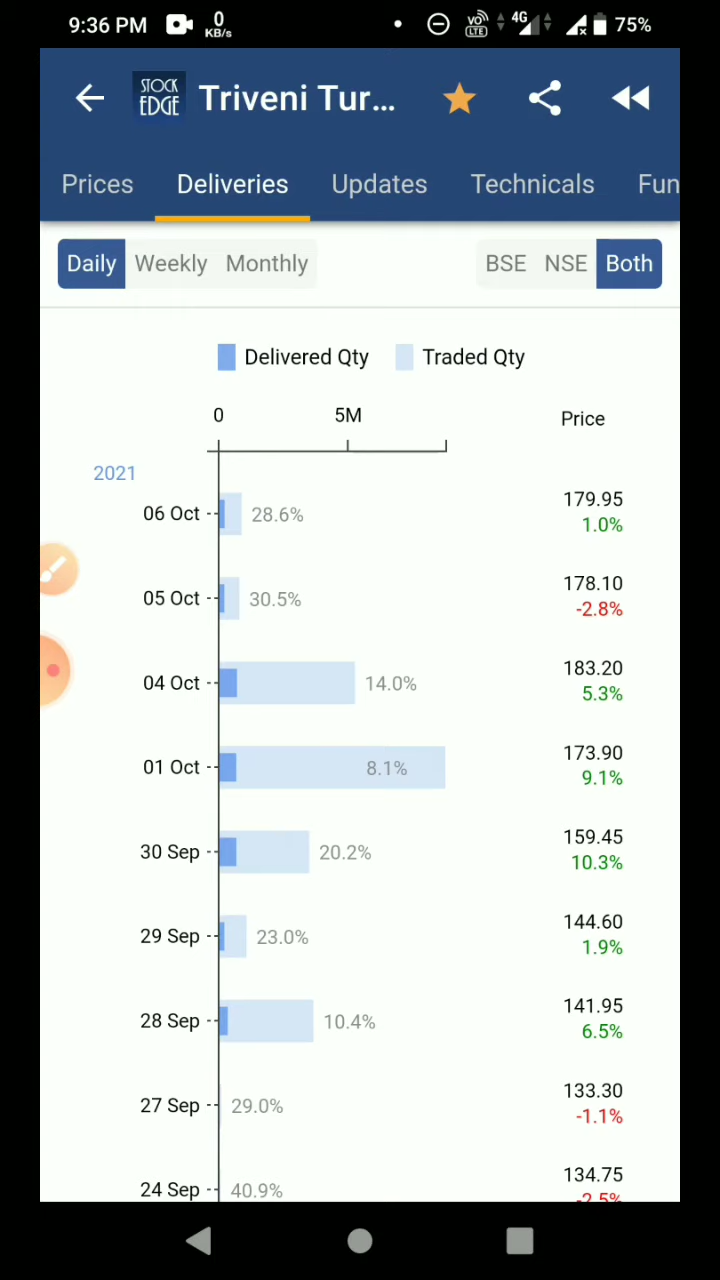 9:36 PM 0 KB/s VO LTE 4G 75%
STOCK EDGE Triveni Tur...
Prices Deliveries Updates Technicals Fun
Daily Weekly Monthly BSE NSE Both
Delivered Qty Traded Qty
0 5M Price
2021
06 Oct 28.6% 179.95
1.0%
05 Oct 30.5% 178.10
-2.8%
04 Oct 14.0% 183.20
5.3%
01 Oct 8.1% 173.90
9.1%
30 Sep 20.2% 159.45
10.3%
29 Sep 23.0% 144.60
1.9%
28 Sep 10.4% 141.95
6.5%
27 Sep 29.0% 133.30
-1.1%
24 Sep 40.9% 134.75
-2.5%